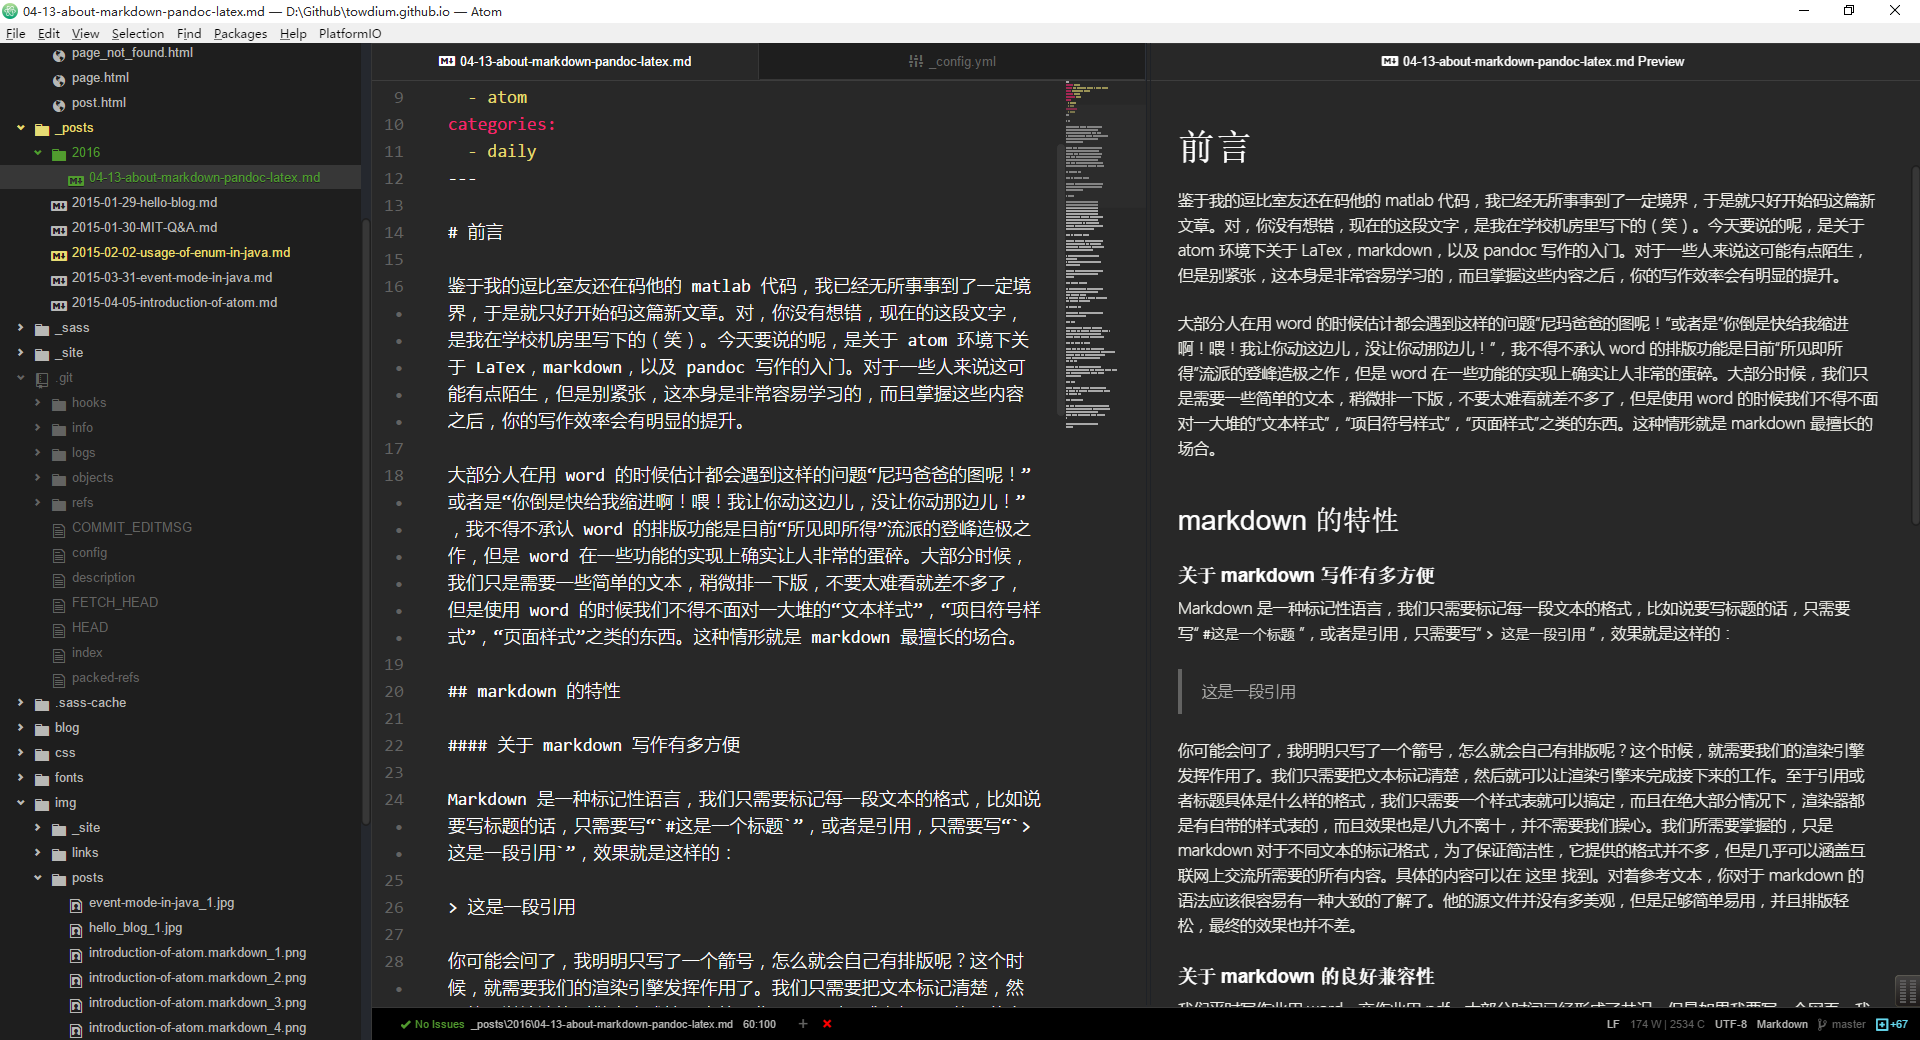 04-13-about-markdown-pandoc-latex.md — D:\Github\towdium.github.io — Atom
File Edit View Selection Find Packages Help PlatformIO
page_not_found.html
page.html
post.html
_posts
2016
04-13-about-markdown-pandoc-latex.md
2015-01-29-hello-blog.md
2015-01-30-MIT-Q&A.md
2015-02-02-usage-of-enum-in-java.md
2015-03-31-event-mode-in-java.md
2015-04-05-introduction-of-atom.md
_sass
_site
.git
hooks
info
logs
objects
refs
COMMIT_EDITMSG
config
description
FETCH_HEAD
HEAD
index
packed-refs
.sass-cache
blog
css
fonts
img
_site
links
posts
event-mode-in-java_1.jpg
hello_blog_1.jpg
introduction-of-atom.markdown_1.png
introduction-of-atom.markdown_2.png
introduction-of-atom.markdown_3.png
introduction-of-atom.markdown_4.png
04-13-about-markdown-pandoc-latex.md
_config.yml
9 - atom
10 categories:
11 - daily
12 ---
13
14 # 前言
15
16 鉴于我的逗比室友还在码他的 matlab 代码，我已经无所事事到了一定境
界，于是就只好开始码这篇新文章。对，你没有想错，现在的这段文字，
是我在学校机房里写下的（笑）。今天要说的呢，是关于 atom 环境下关
于 LaTex，markdown，以及 pandoc 写作的入门。对于一些人来说这可
能有点陌生，但是别紧张，这本身是非常容易学习的，而且掌握这些内容
之后，你的写作效率会有明显的提升。
17
18 大部分人在用 word 的时候估计都会遇到这样的问题“尼玛爸爸的图呢！”
或者是“你倒是快给我缩进啊！喂！我让你动这边儿，没让你动那边儿！”
，我不得不承认 word 的排版功能是目前“所见即所得”流派的登峰造极之
作，但是 word 在一些功能的实现上确实让人非常的蛋碎。大部分时候，
我们只是需要一些简单的文本，稍微排一下版，不要太难看就差不多了，
但是使用 word 的时候我们不得不面对一大堆的“文本样式”，“项目符号样
式”，“页面样式”之类的东西。这种情形就是 markdown 最擅长的场合。
19
20 ## markdown 的特性
21
22 #### 关于 markdown 写作有多方便
23
24 Markdown 是一种标记性语言，我们只需要标记每一段文本的格式，比如说
要写标题的话，只需要写“`#这是一个标题`”，或者是引用，只需要写“`>
这是一段引用`”，效果就是这样的：
25
26 > 这是一段引用
27
28 你可能会问了，我明明只写了一个箭号，怎么就会自己有排版呢？这个时
候，就需要我们的渲染引擎发挥作用了。我们只需要把文本标记清楚，然
04-13-about-markdown-pandoc-latex.md Preview
前言
鉴于我的逗比室友还在码他的 matlab 代码，我已经无所事事到了一定境界，于是就只好开始码这篇新
文章。对，你没有想错，现在的这段文字，是我在学校机房里写下的（笑）。今天要说的呢，是关于
atom 环境下关于 LaTex，markdown，以及 pandoc 写作的入门。对于一些人来说这可能有点陌生，
但是别紧张，这本身是非常容易学习的，而且掌握这些内容之后，你的写作效率会有明显的提升。
大部分人在用 word 的时候估计都会遇到这样的问题“尼玛爸爸的图呢！”或者是“你倒是快给我缩进
啊！喂！我让你动这边儿，没让你动那边儿！”，我不得不承认 word 的排版功能是目前“所见即所
得”流派的登峰造极之作，但是 word 在一些功能的实现上确实让人非常的蛋碎。大部分时候，我们只
是需要一些简单的文本，稍微排一下版，不要太难看就差不多了，但是使用 word 的时候我们不得不面
对一大堆的“文本样式”，“项目符号样式”，“页面样式”之类的东西。这种情形就是 markdown 最擅长的
场合。
markdown 的特性
关于 markdown 写作有多方便
Markdown 是一种标记性语言，我们只需要标记每一段文本的格式，比如说要写标题的话，只需要
写“ #这是一个标题 ”，或者是引用，只需要写“ > 这是一段引用 ”，效果就是这样的：
这是一段引用
你可能会问了，我明明只写了一个箭号，怎么就会自己有排版呢？这个时候，就需要我们的渲染引擎
发挥作用了。我们只需要把文本标记清楚，然后就可以让渲染引擎来完成接下来的工作。至于引用或
者标题具体是什么样的格式，我们只需要一个样式表就可以搞定，而且在绝大部分情况下，渲染器都
是有自带的样式表的，而且效果也是八九不离十，并不需要我们操心。我们所需要掌握的，只是
markdown 对于不同文本的标记格式，为了保证简洁性，它提供的格式并不多，但是几乎可以涵盖互
联网上交流所需要的所有内容。具体的内容可以在 这里 找到。对着参考文本，你对于 markdown 的
语法应该很容易有一种大致的了解了。他的源文件并没有多美观，但是足够简单易用，并且排版轻
松，最终的效果也并不差。
关于 markdown 的良好兼容性
No Issues _posts\2016\04-13-about-markdown-pandoc-latex.md 60:100
LF 174 W | 2534 C UTF-8 Markdown master +67